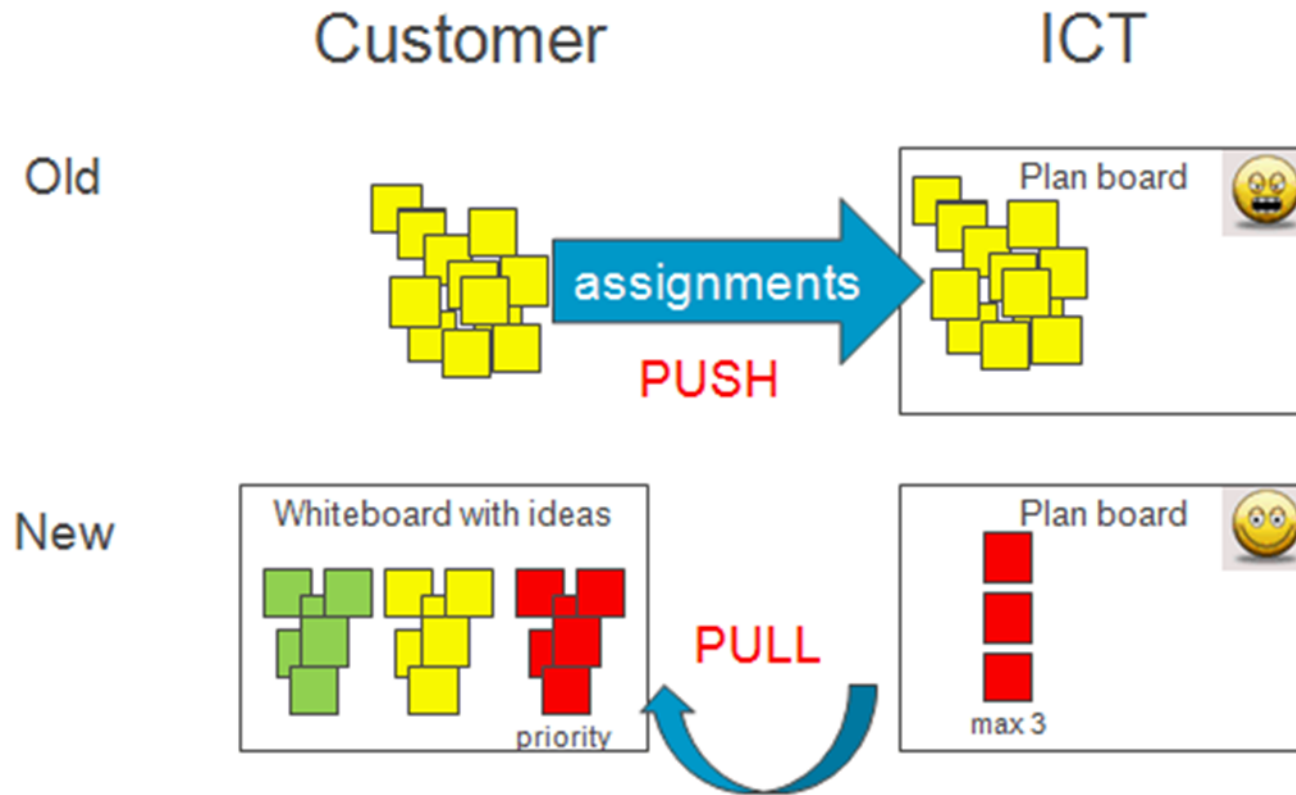 Customer
ICT
Old
Plan board
assignments
PUSH
New
Whiteboard with ideas
Plan board
PULL
priority
max 3